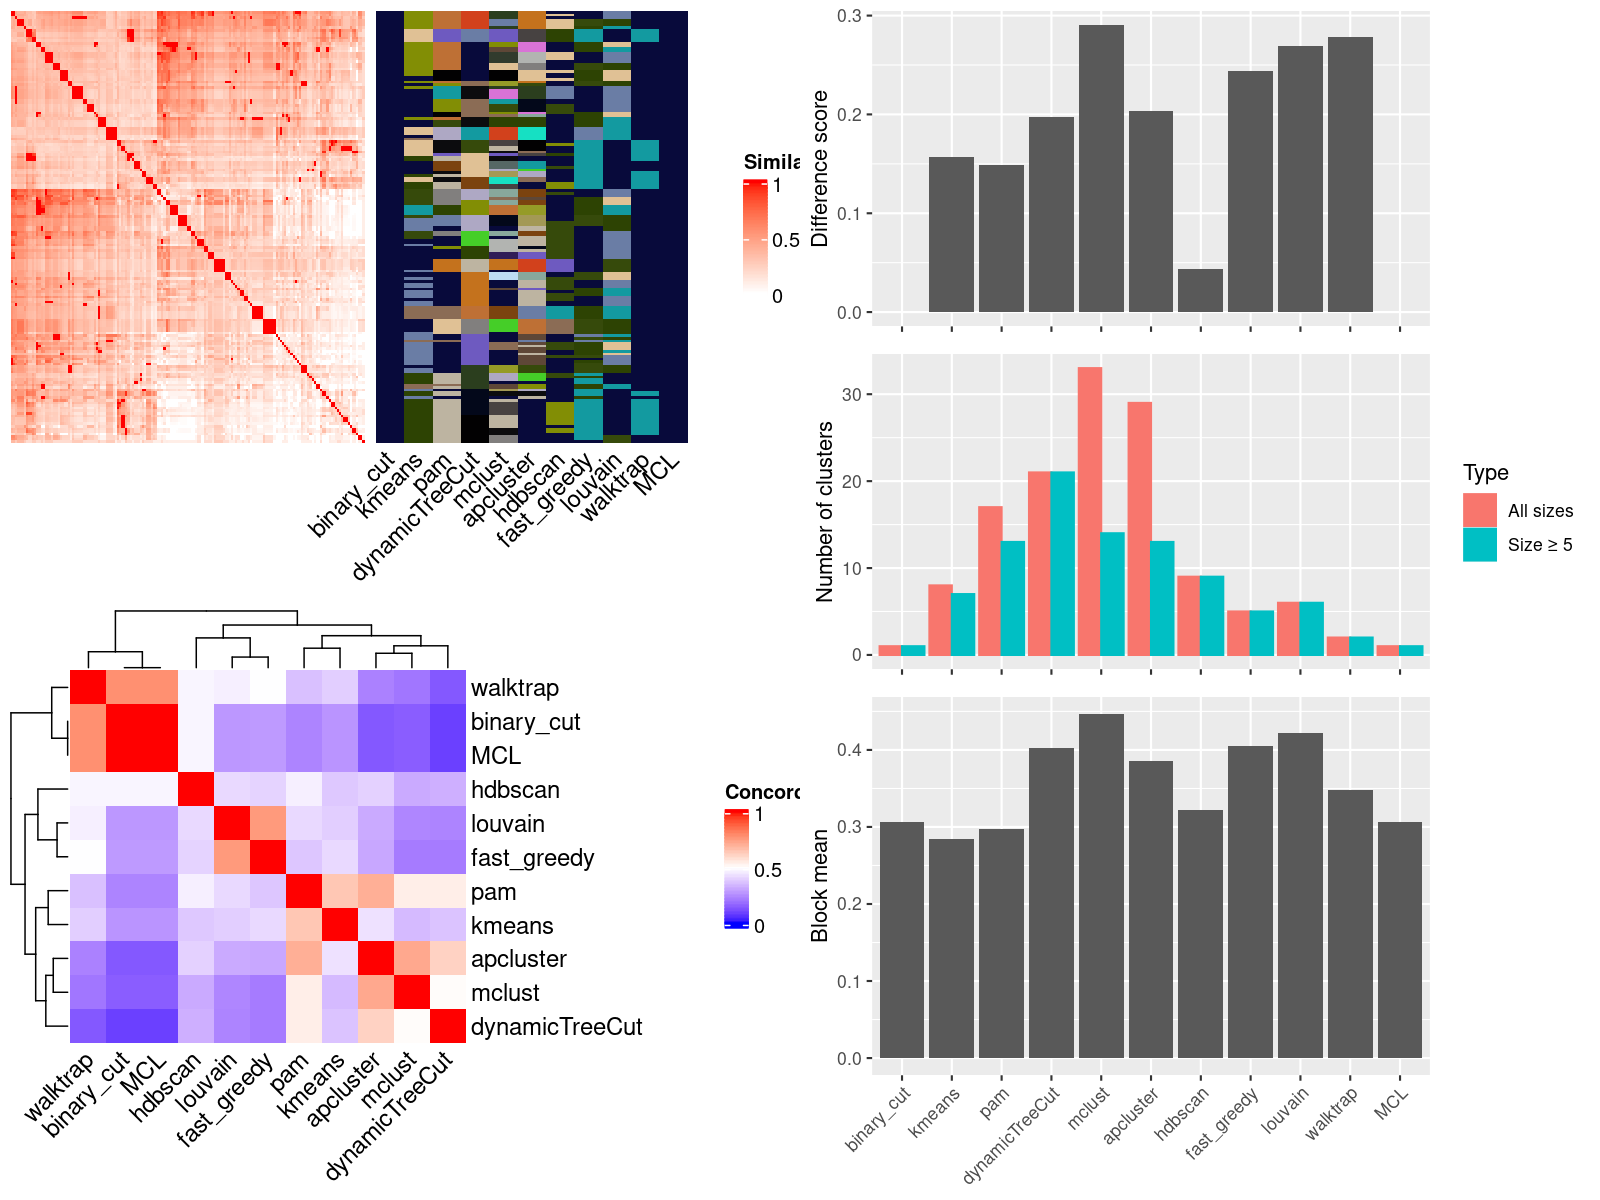 Simila
1
0.5
0
binary_cut
kmeans
pam
dynamicTreeCut
mclust
apcluster
hdbscan
fast_greedy
louvain
walktrap
MCL
walktrap
binary_cut
MCL
hdbscan
louvain
fast_greedy
pam
kmeans
apcluster
mclust
dynamicTreeCut
walktrap
binary_cut
MCL
hdbscan
louvain
fast_greedy
pam
kmeans
apcluster
mclust
dynamicTreeCut
Concord
1
0.5
0
Difference score
0.3
0.2
0.1
0.0
Number of clusters
30
20
10
0
Type
All sizes
Size ≥ 5
Block mean
0.4
0.3
0.2
0.1
0.0
binary_cut
kmeans
pam
dynamicTreeCut
mclust
apcluster
hdbscan
fast_greedy
louvain
walktrap
MCL